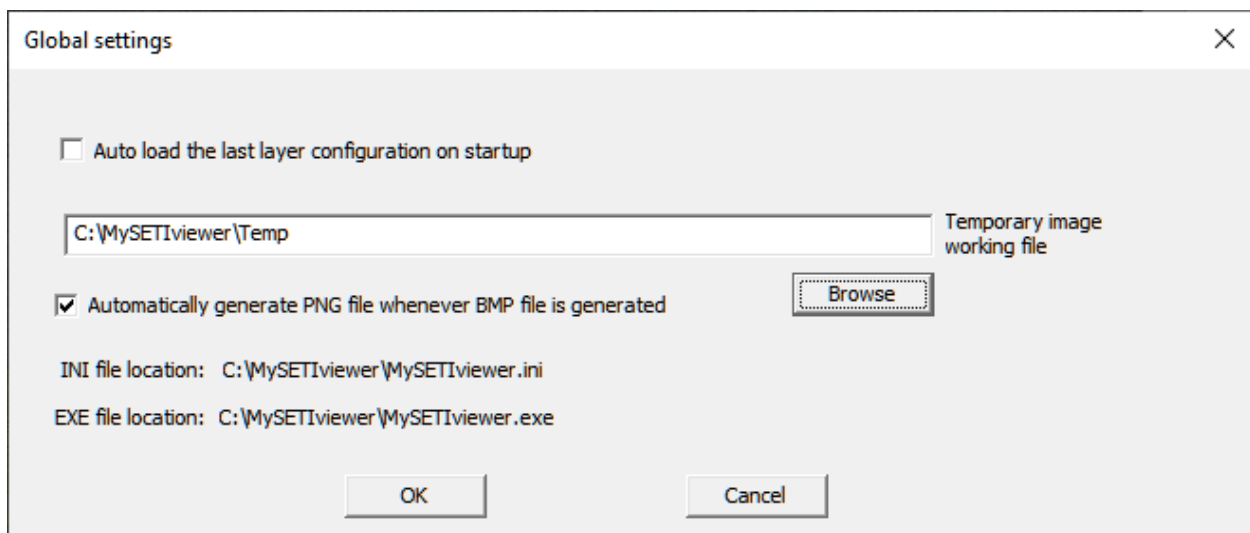 Global settings
Auto load the last layer configuration on startup
C:\MySETIviewer\Temp
Temporary image
working file
Browse
Automatically generate PNG file whenever BMP file is generated
INI file location: C:\MySETIviewer\MySETIviewer.ini
EXE file location: C:\MySETIviewer\MySETIviewer.exe
OK
Cancel